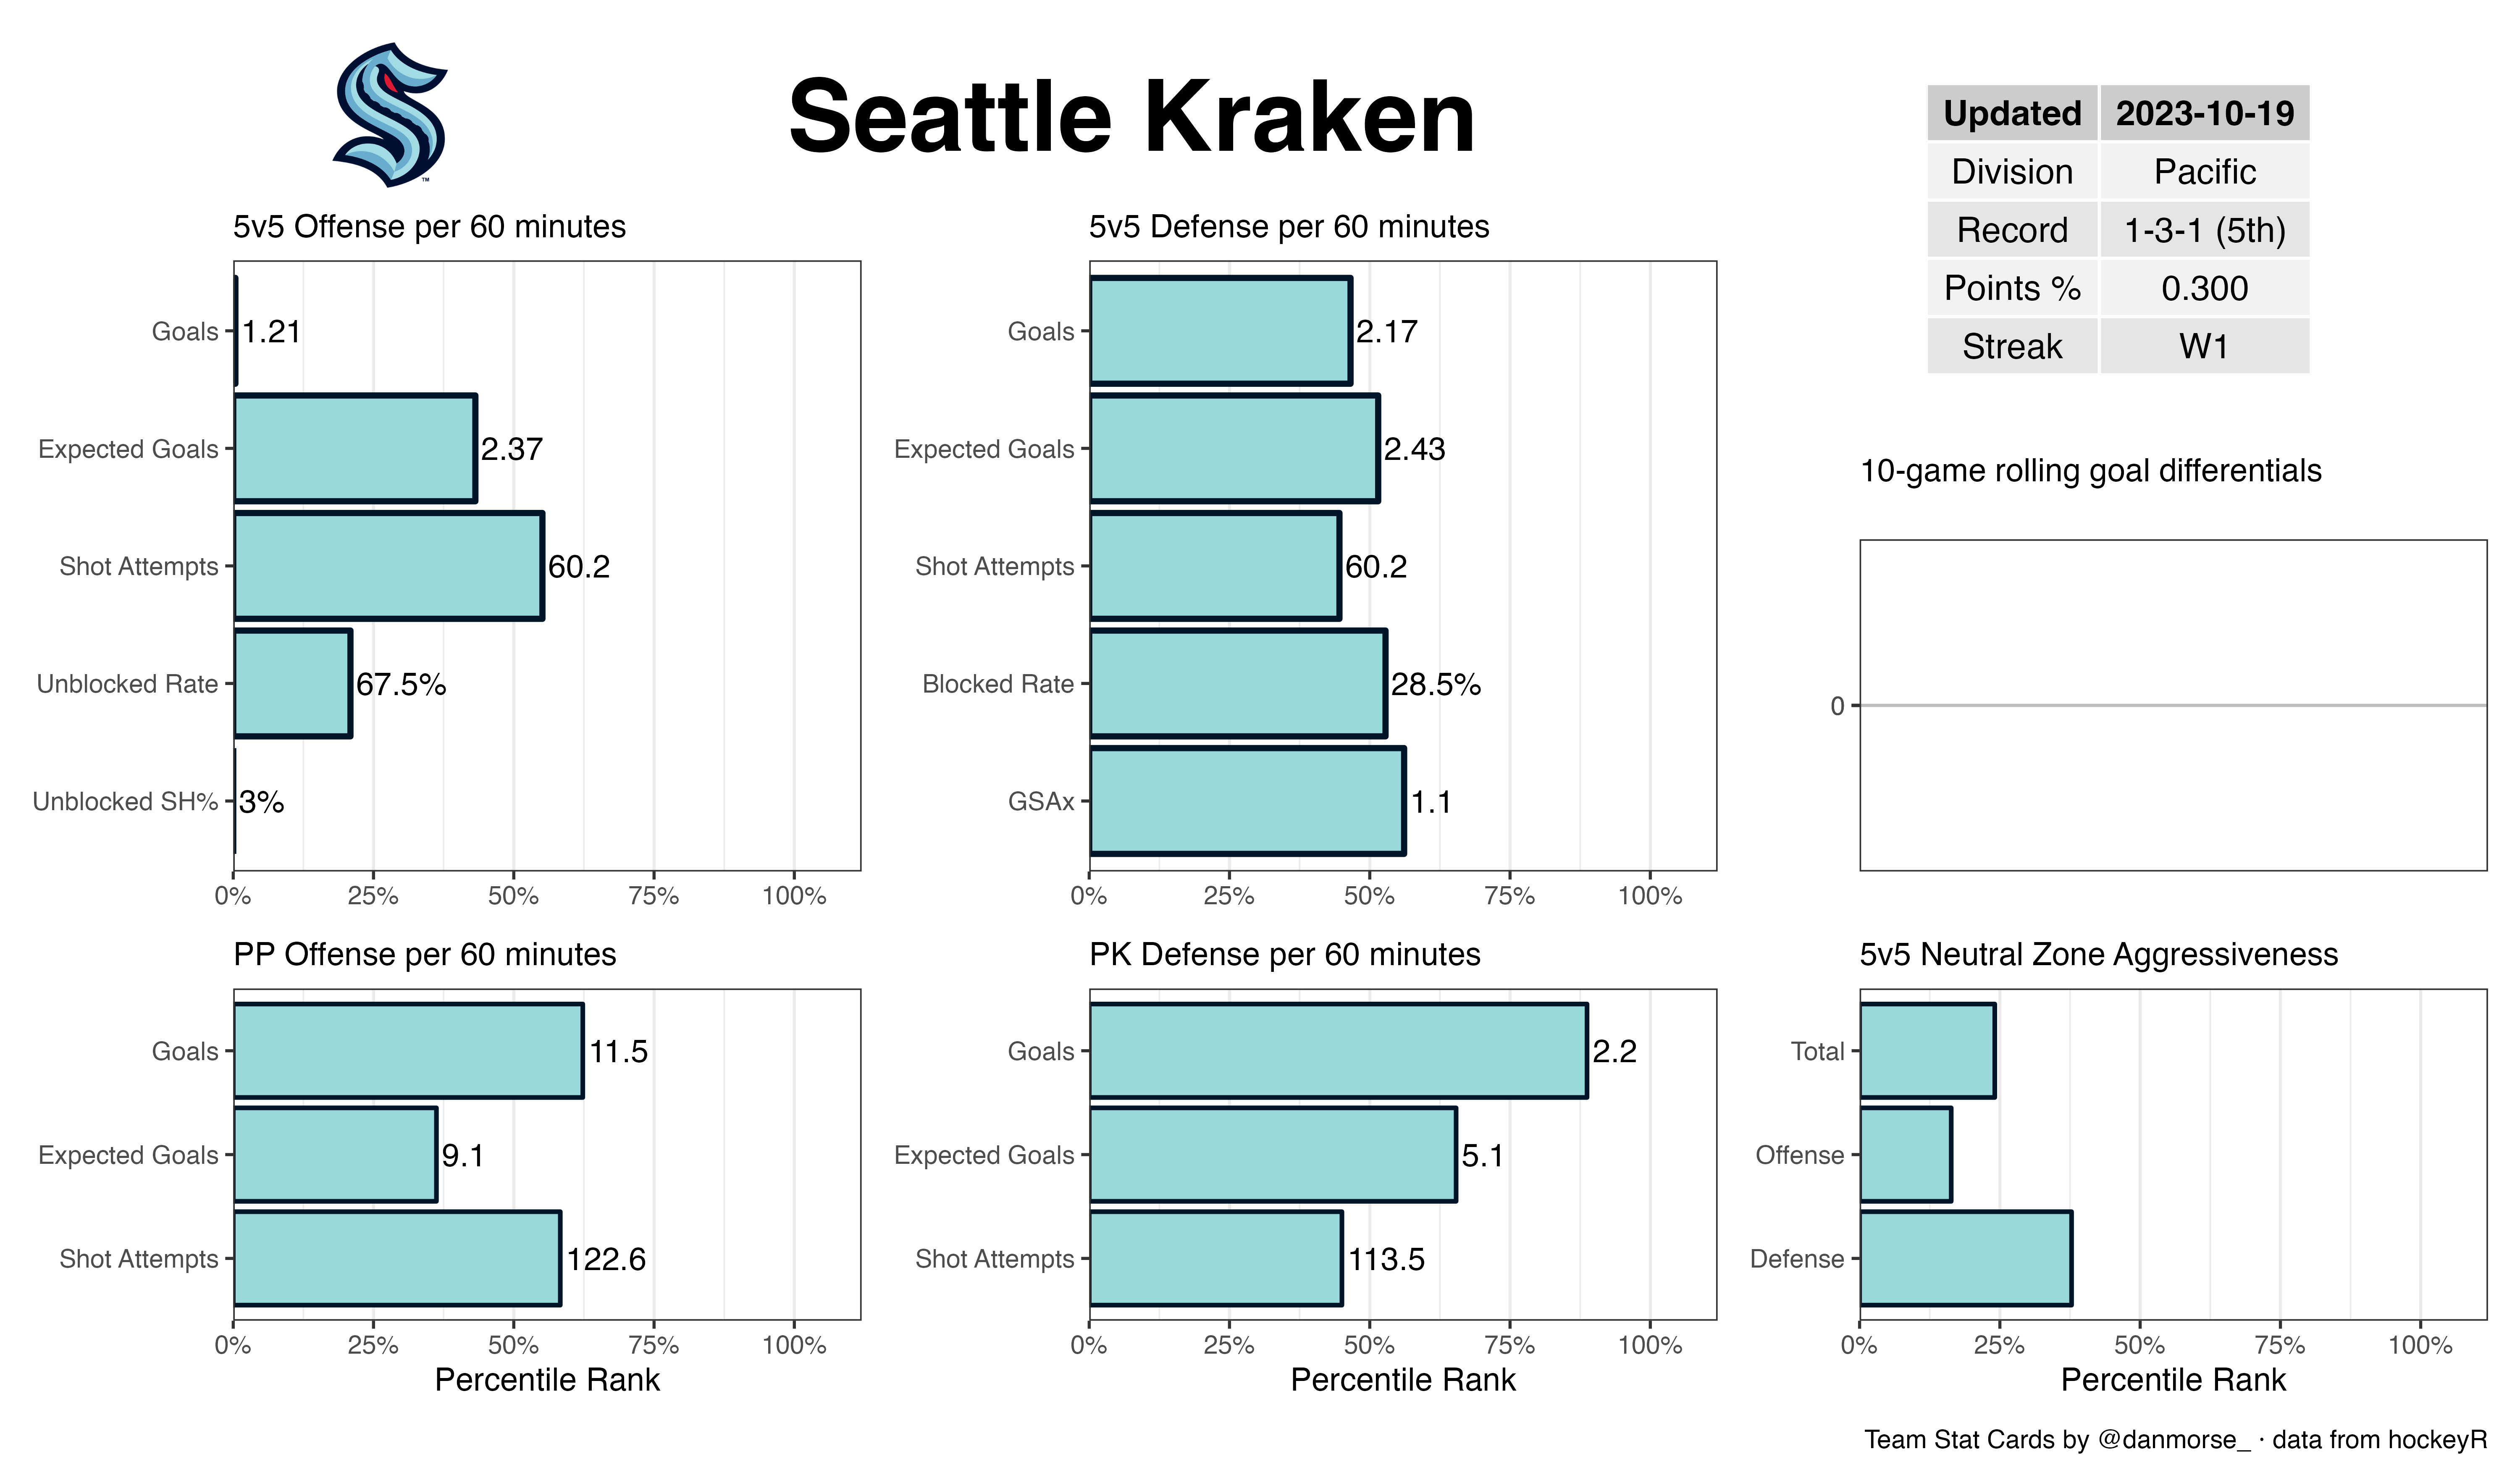 Seattle Kraken
TM
Updated 2023-10-19
Division Pacific
Record 1-3-1 (5th)
Points % 0.300
Streak W1
5v5 Offense per 60 minutes
Goals 1.21
Expected Goals 2.37
Shot Attempts 60.2
Unblocked Rate 67.5%
Unblocked SH% 3%
0% 25% 50% 75% 100%
5v5 Defense per 60 minutes
Goals 2.17
Expected Goals 2.43
Shot Attempts 60.2
Blocked Rate 28.5%
GSAx 1.1
0% 25% 50% 75% 100%
10-game rolling goal differentials
0
PP Offense per 60 minutes
Goals 11.5
Expected Goals 9.1
Shot Attempts 122.6
0% 25% 50% 75% 100%
Percentile Rank
PK Defense per 60 minutes
Goals 2.2
Expected Goals 5.1
Shot Attempts 113.5
0% 25% 50% 75% 100%
Percentile Rank
5v5 Neutral Zone Aggressiveness
Total
Offense
Defense
0% 25% 50% 75% 100%
Percentile Rank
Team Stat Cards by @danmorse_ · data from hockeyR